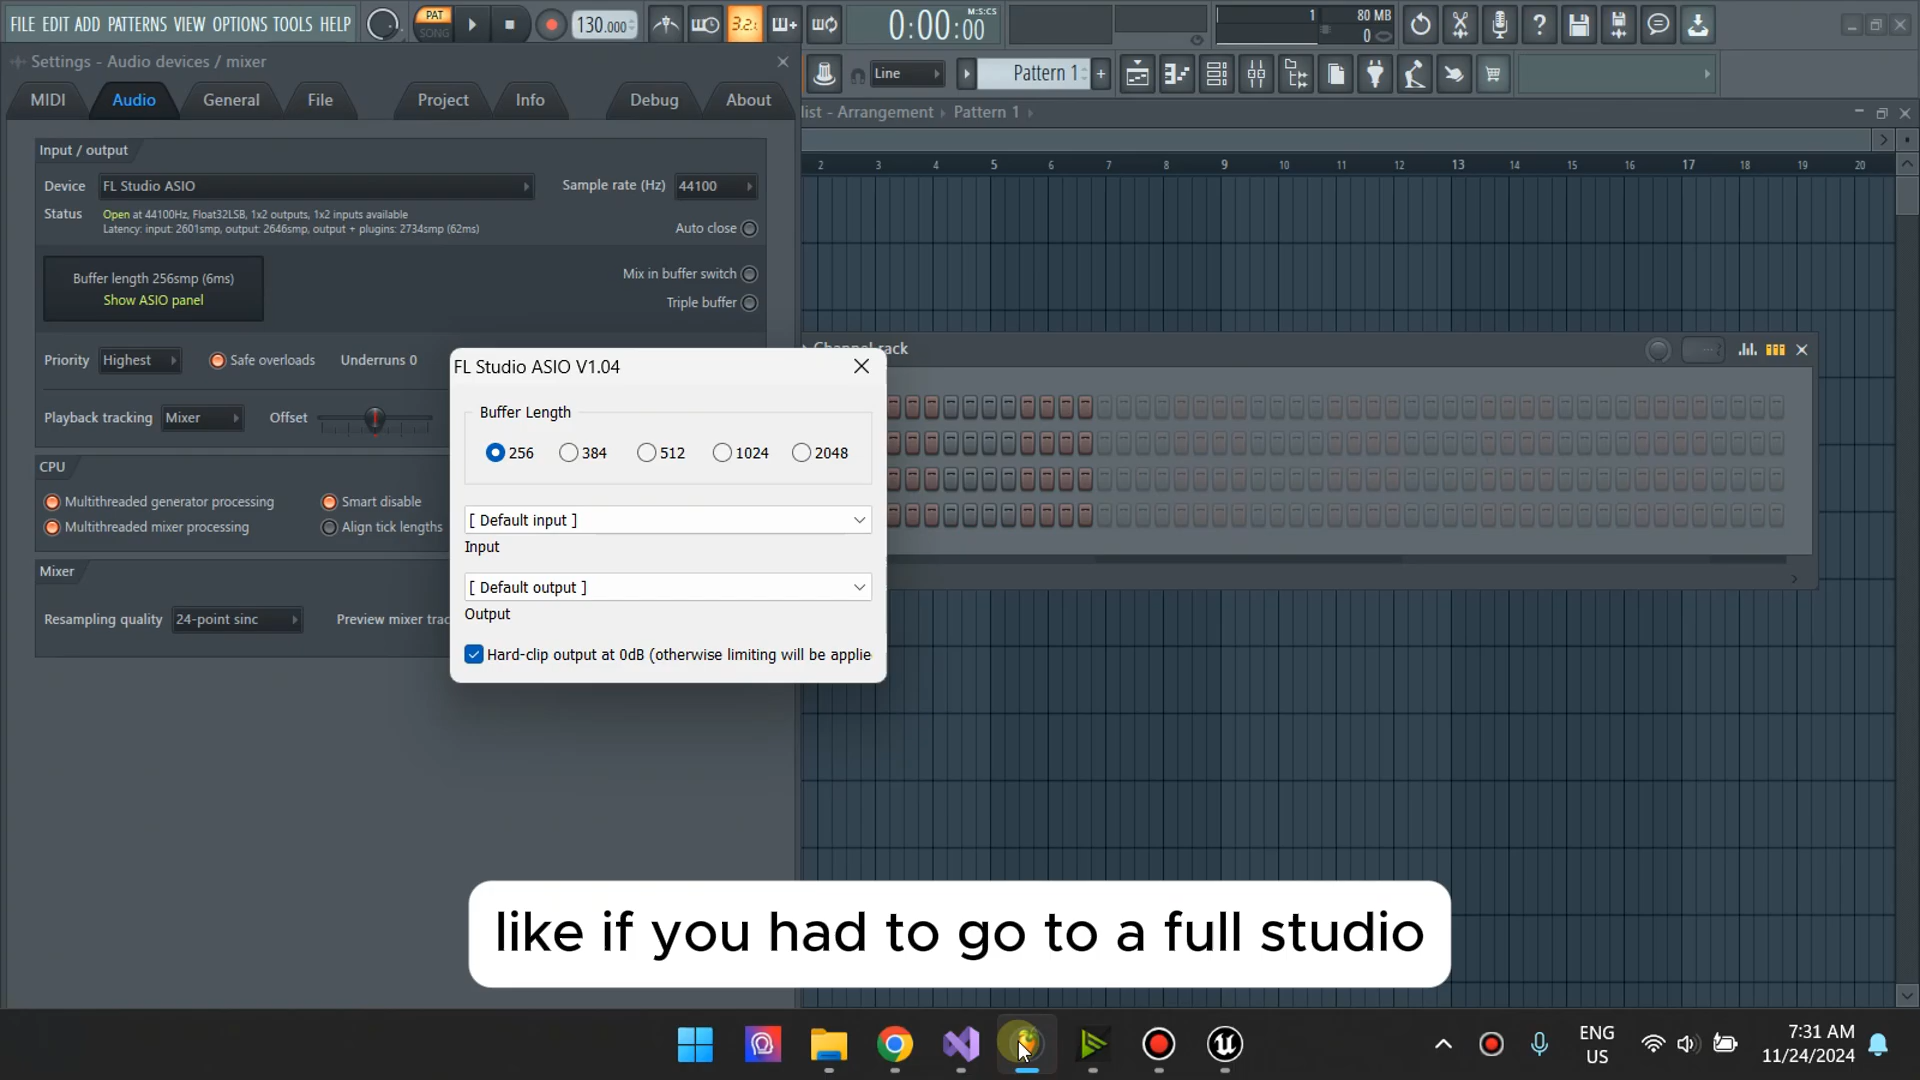 FILE EDIT ADD PATTERNS VIEW OPTIONS TOOLS HELP
PAT
SONG
130.000
3.2.
0:00:00
M:S:CS
1
80 MB
0
Settings - Audio devices / mixer
Line
Pattern 1
MIDI
Audio
General
File
Project
Info
Debug
About
list - Arrangement
Pattern 1
2 3 4 5 6 7 8 9 10 11 12 13 14 15 16 17 18 19 20
Input / output
Device
FL Studio ASIO
Sample rate (Hz)
44100
Status
Open at 44100Hz, Float32LSB, 1x2 outputs, 1x2 inputs available
Latency: input: 2601smp, output: 2646smp, output + plugins: 2734smp (62ms)
Auto close
Buffer length 256smp (6ms)
Show ASIO panel
Mix in buffer switch
Triple buffer
Priority
Highest
Safe overloads
Underruns 0
Playback tracking
Mixer
Offset
CPU
Multithreaded generator processing
Smart disable
Multithreaded mixer processing
Align tick lengths
Mixer
Resampling quality
24-point sinc
Preview mixer trac
FL Studio ASIO V1.04
Buffer Length
256
384
512
1024
2048
[ Default input ]
Input
[ Default output ]
Output
Hard-clip output at 0dB (otherwise limiting will be applie
like if you had to go to a full studio
ENG
US
7:31 AM
11/24/2024